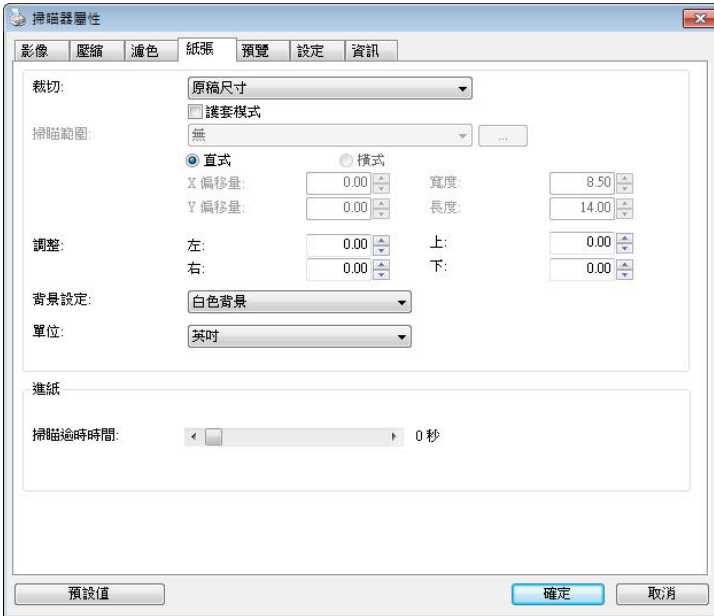 掃瞄器屬性
影像 壓縮 濾色 紙張 預覽 設定 資訊
裁切: 原稿尺寸
護套模式
掃瞄範圍: 無 ...
直式 橫式
X 偏移量: 0.00 寬度: 8.50
Y 偏移量: 0.00 長度: 14.00
調整: 左: 0.00 上: 0.00
右: 0.00 下: 0.00
背景設定: 白色背景
單位: 英吋
進紙
掃瞄逾時時間: 0 秒
預設值 確定 取消